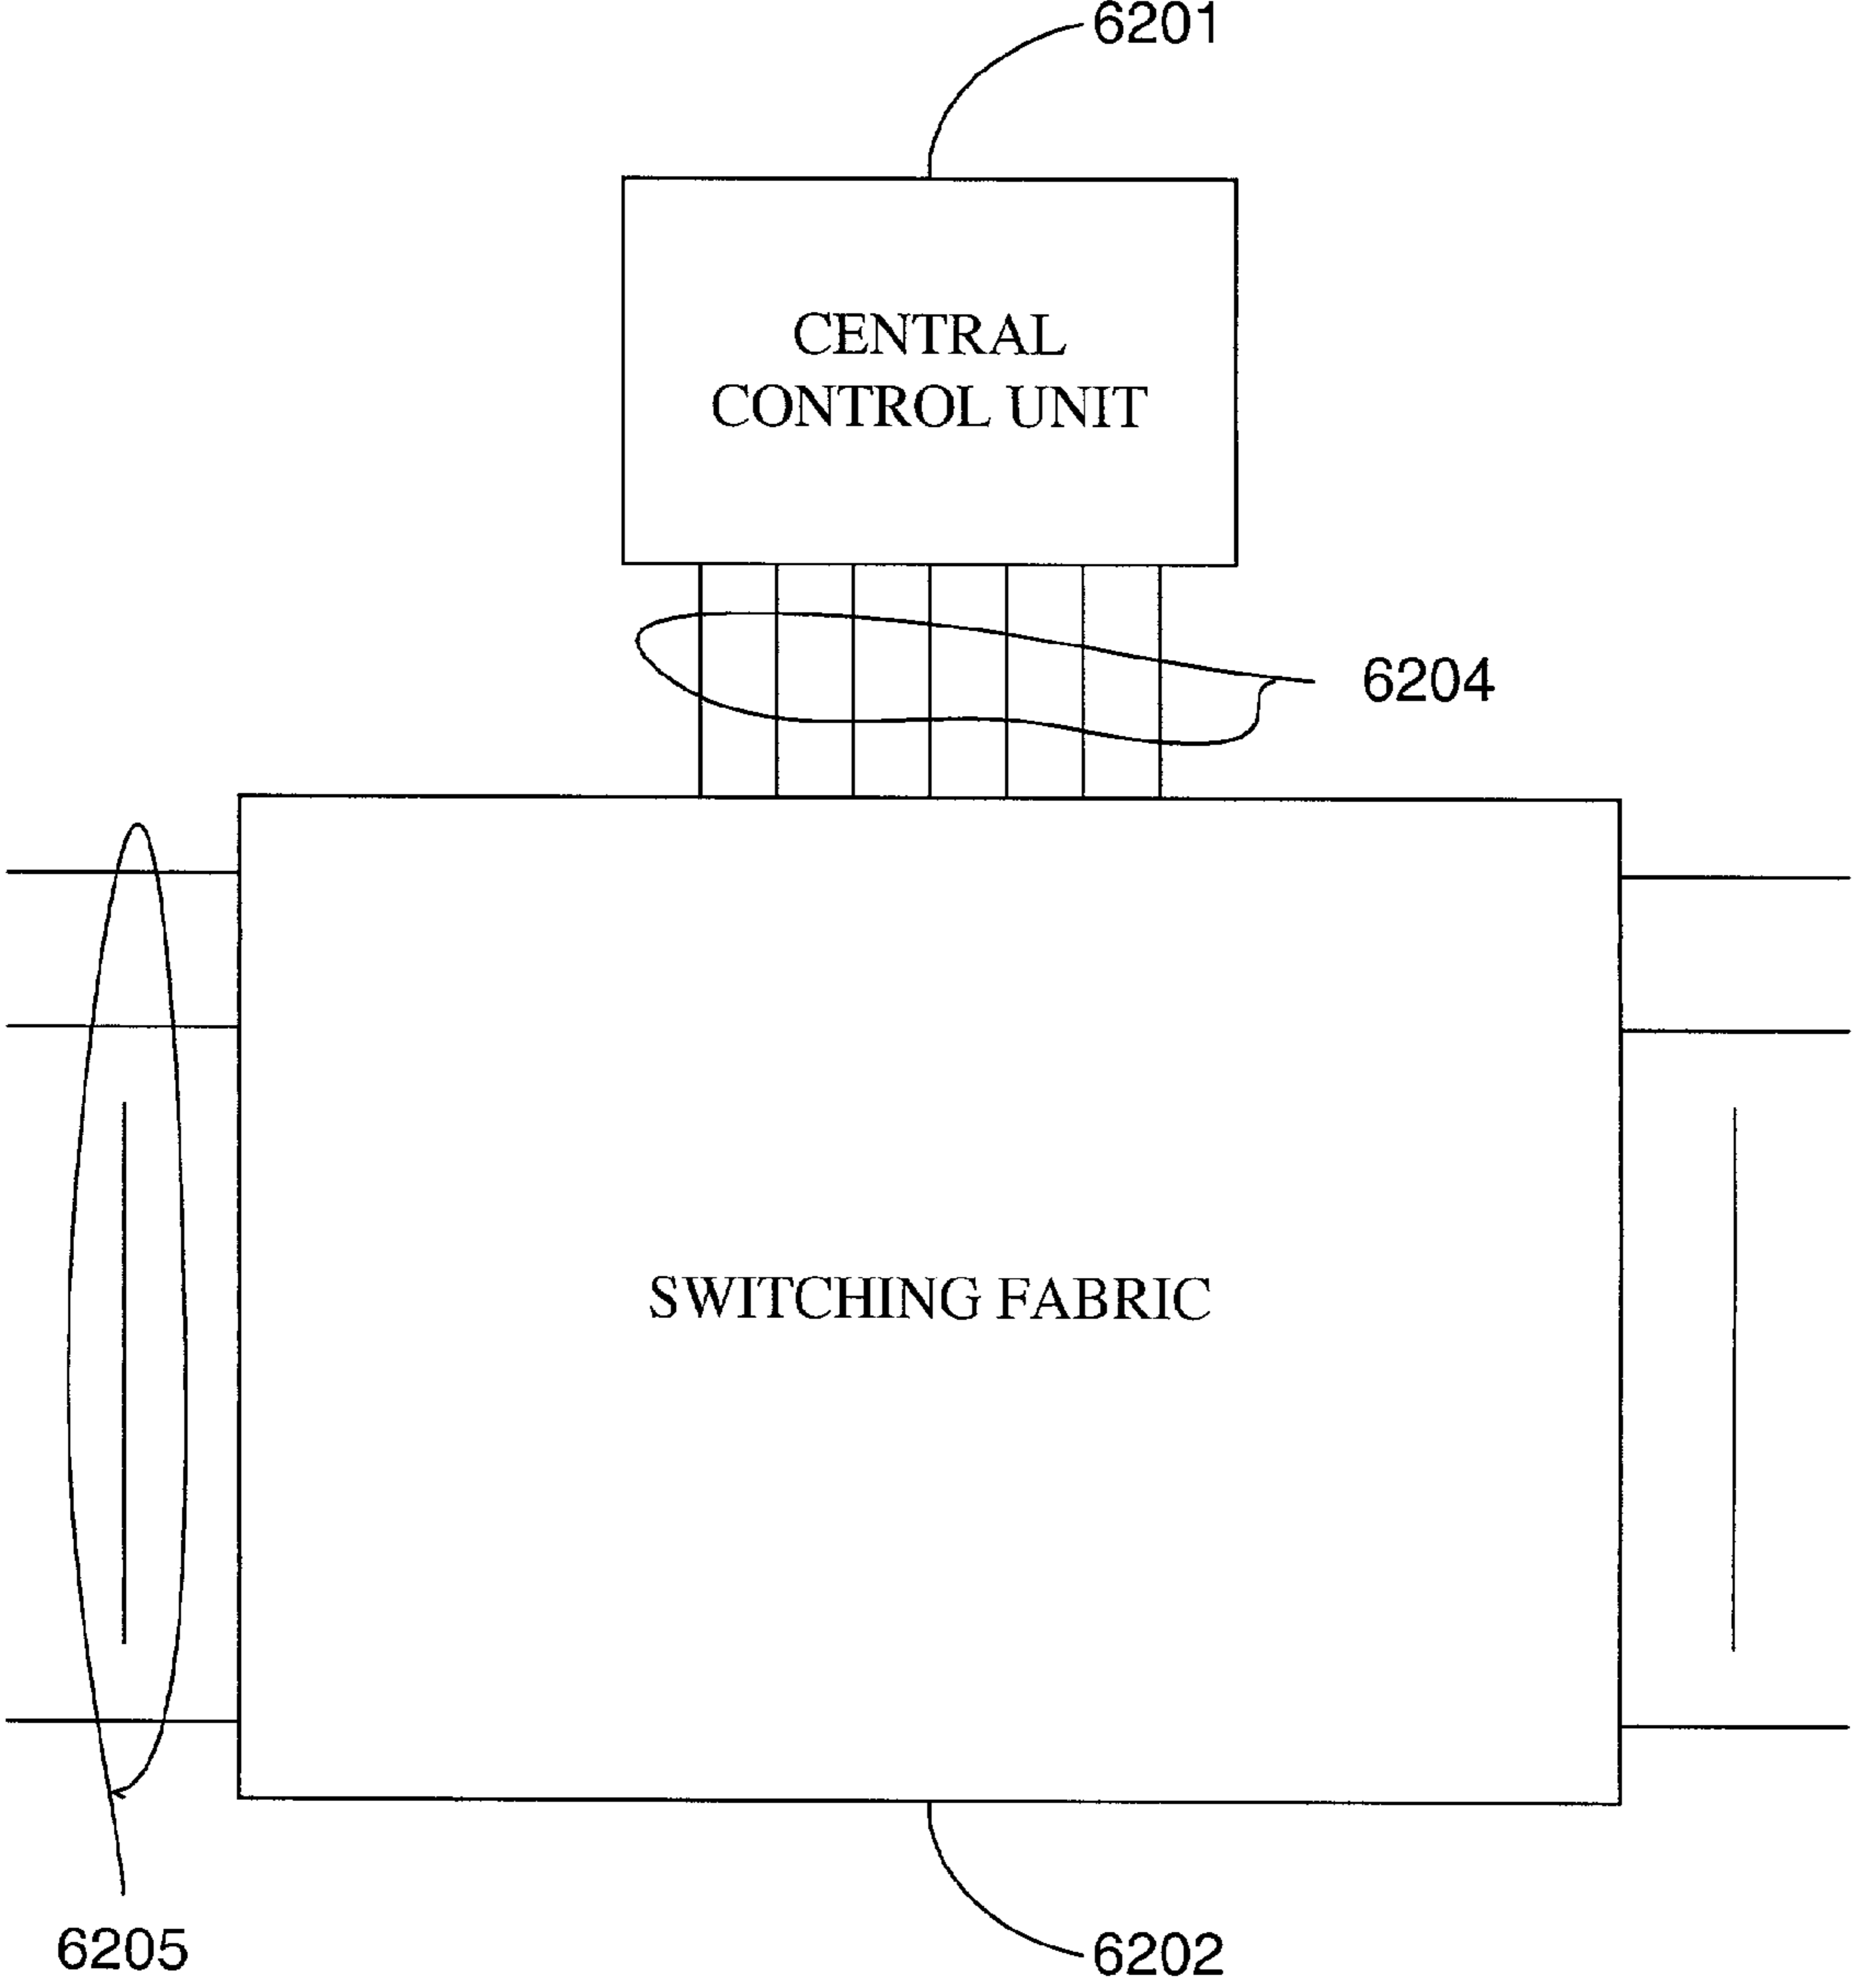 6201
CENTRAL
CONTROL UNIT
6204
SWITCHING FABRIC
6205
6202